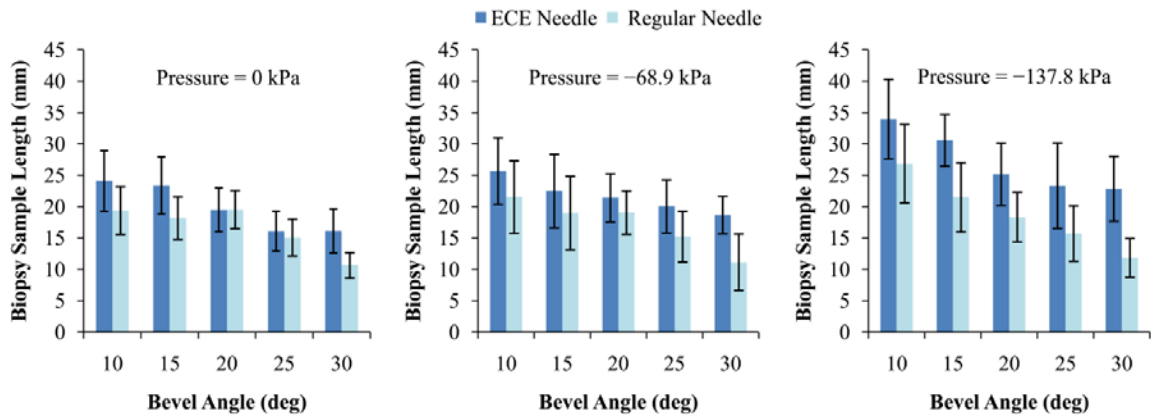 ECE Needle Regular Needle
Pressure = 0 kPa
Biopsy Sample Length (mm)
45
40
35
30
25
20
15
10
5
0
10 15 20 25 30
Bevel Angle (deg)
Pressure = −68.9 kPa
Biopsy Sample Length (mm)
45
40
35
30
25
20
15
10
5
0
10 15 20 25 30
Bevel Angle (deg)
Pressure = −137.8 kPa
Biopsy Sample Length (mm)
45
40
35
30
25
20
15
10
5
0
10 15 20 25 30
Bevel Angle (deg)